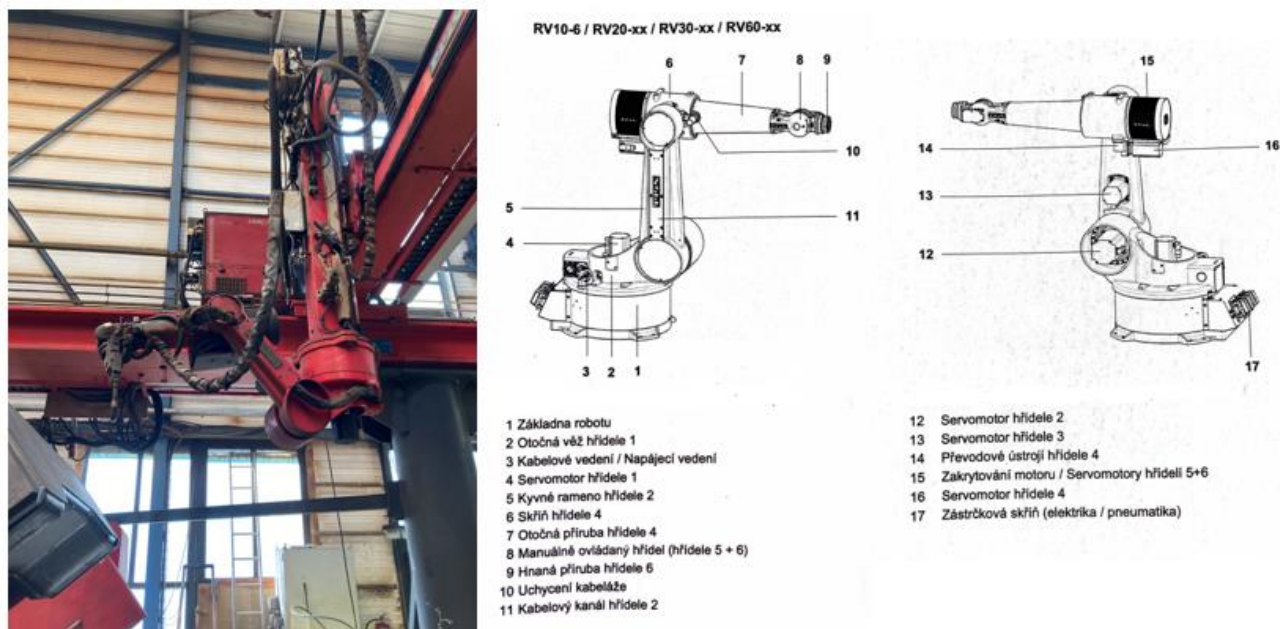 RV10-6 / RV20-xx / RV30-xx / RV60-xx
6
7
8
9
10
5
11
4
3
2
1
15
14
16
13
12
17
1 Základna robotu
2 Otočná věž hřídele 1
3 Kabelové vedení / Napájecí vedení
4 Servomotor hřídele 1
5 Kyvné rameno hřídele 2
6 Skříň hřídele 4
7 Otočná příruba hřídele 4
8 Manuálně ovládaný hřídel (hřídele 5 + 6)
9 Hnaná příruba hřídele 6
10 Uchycení kabeláže
11 Kabelový kanál hřídele 2
12 Servomotor hřídele 2
13 Servomotor hřídele 3
14 Převodové ústrojí hřídele 4
15 Zakrytování motoru / Servomotory hřídelí 5+6
16 Servomotor hřídele 4
17 Zástrčková skříň (elektrika / pneumatika)